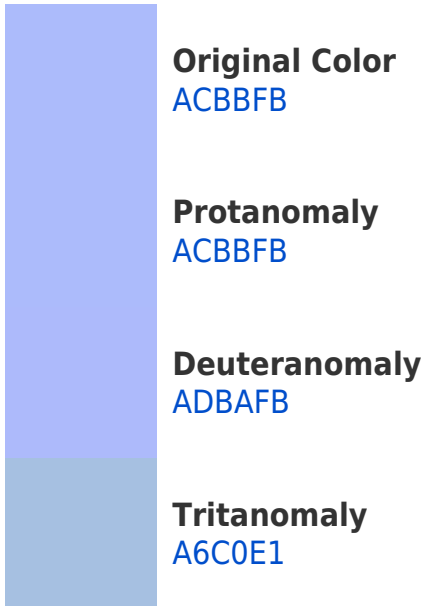 Original Color
ACBBFB
Protanomaly
ACBBFB
Deuteranomaly
ADBAFB
Tritanomaly
A6C0E1